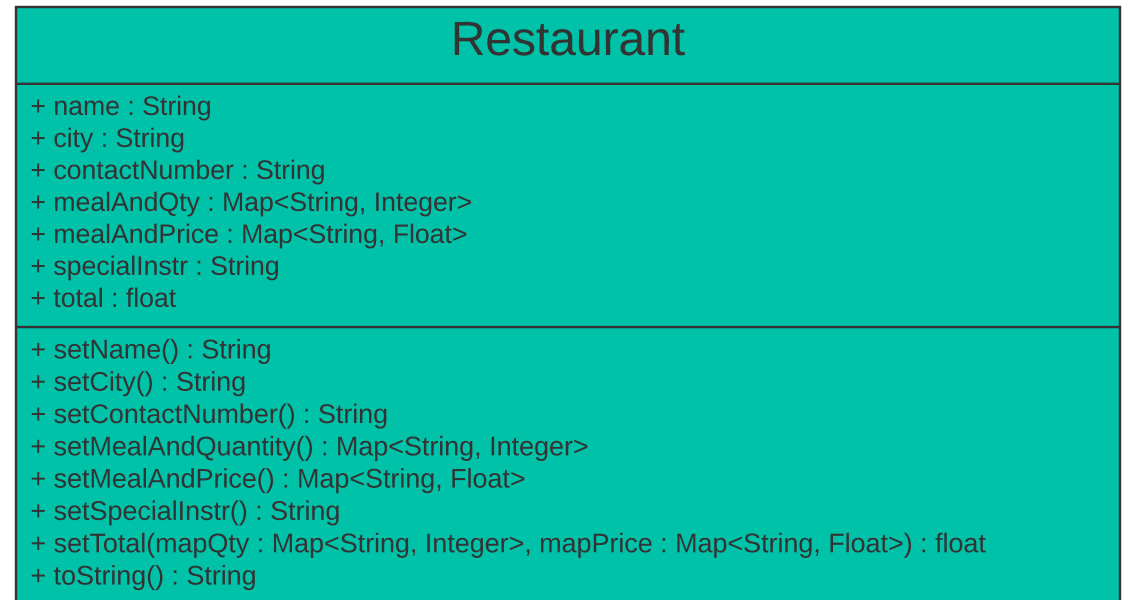 Restaurant
+ name : String
+ city : String
+ contactNumber : String
+ mealAndQty : Map<String, Integer>
+ mealAndPrice : Map<String, Float>
+ specialInstr : String
+ total : float
+ setName() : String
+ setCity() : String
+ setContactNumber() : String
+ setMealAndQuantity() : Map<String, Integer>
+ setMealAndPrice() : Map<String, Float>
+ setSpecialInstr() : String
+ setTotal(mapQty : Map<String, Integer>, mapPrice : Map<String, Float>) : float
+ toString() : String